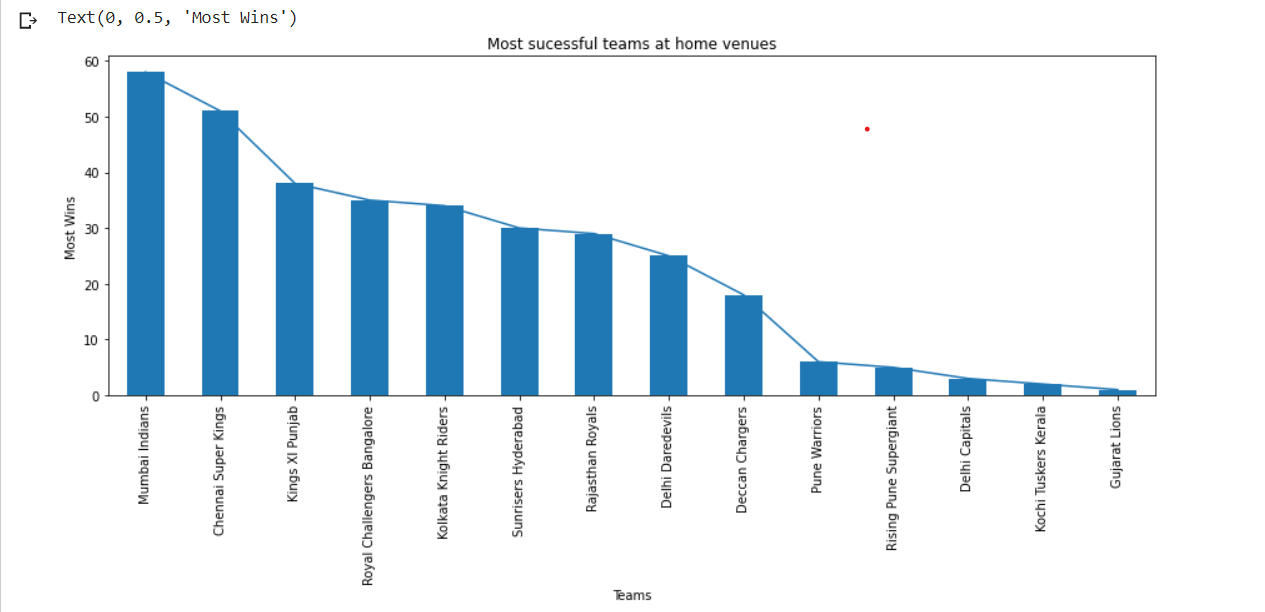 Text(0, 0.5, 'Most Wins')
Most sucessful teams at home venues
60
50
40
30
20
10
0
Most Wins
Mumbai Indians
Chennai Super Kings
Kings XI Punjab
Royal Challengers Bangalore
Kolkata Knight Riders
Sunrisers Hyderabad
Rajasthan Royals
Delhi Daredevils
Deccan Chargers
Pune Warriors
Rising Pune Supergiant
Delhi Capitals
Kochi Tuskers Kerala
Gujarat Lions
Teams